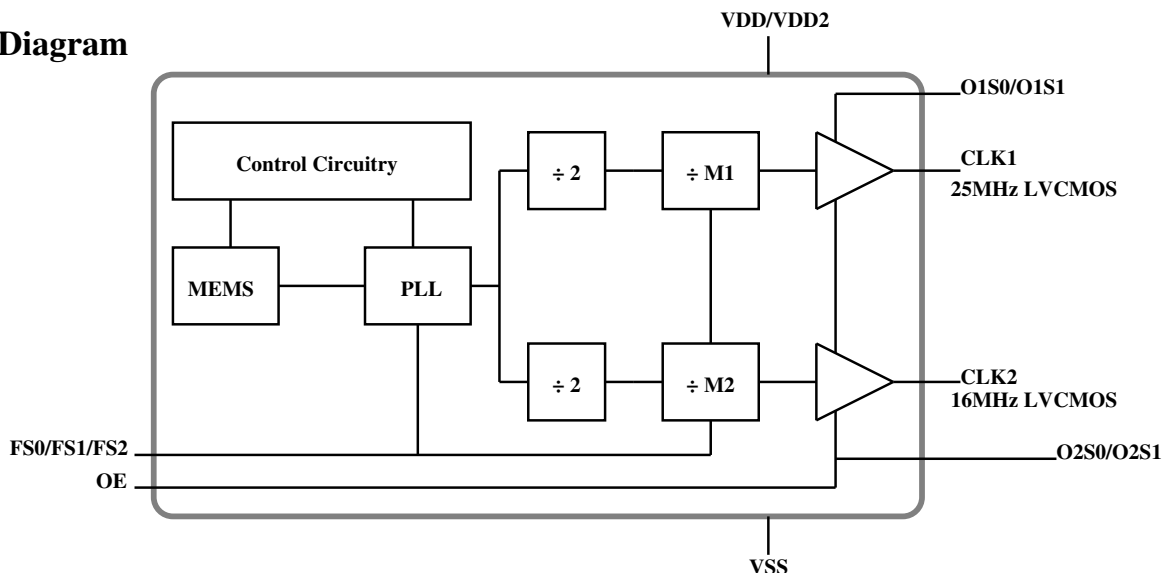 Diagram
VDD/VDD2
O1S0/O1S1
Control Circuitry
÷ 2
÷ M1
CLK1
25MHz LVCMOS
MEMS
PLL
÷ 2
÷ M2
CLK2
16MHz LVCMOS
FS0/FS1/FS2
O2S0/O2S1
OE
VSS